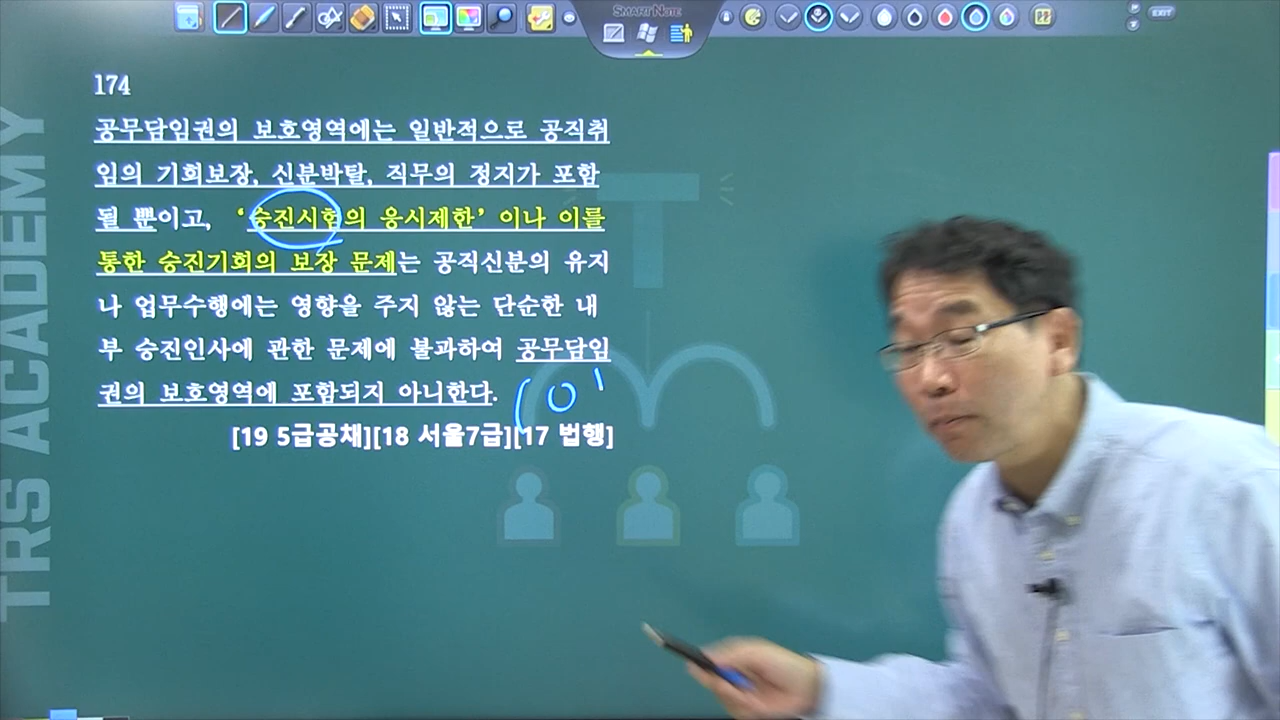 SMART NOTE
EXIT
TRS ACADEMY
174
공무담임권의 보호영역에는 일반적으로 공직취
임의 기회보장, 신분박탈, 직무의 정지가 포함
될 뿐이고, ‘승진시험의 응시제한’ 이나 이를
통한 승진기회의 보장 문제는 공직신분의 유지
나 업무수행에는 영향을 주지 않는 단순한 내
부 승진인사에 관한 문제에 불과하여 공무담임
권의 보호영역에 포함되지 아니한다.
(0)
[19 5급공채][18 서울7급][17 법행]